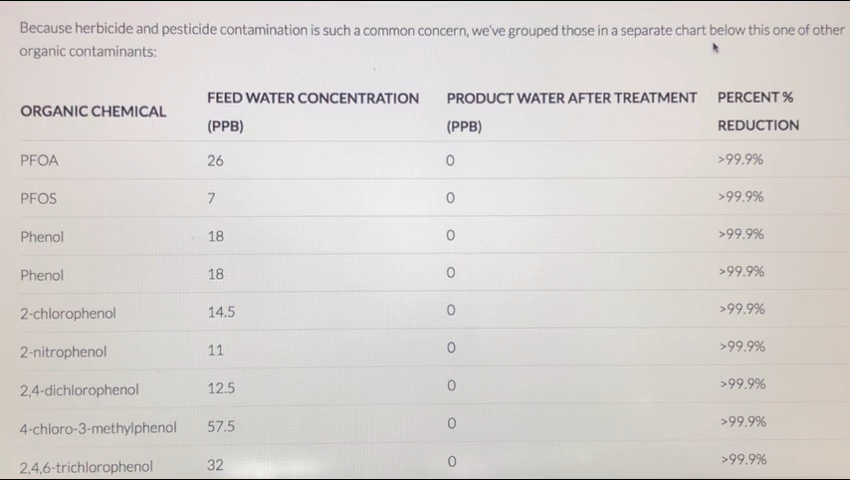 Because herbicide and pesticide contamination is such a common concern, we've grouped those in a separate chart below this one of other
organic contaminants:
ORGANIC CHEMICAL FEED WATER CONCENTRATION (PPB) PRODUCT WATER AFTER TREATMENT (PPB) PERCENT % REDUCTION
PFOA 26 0 >99.9%
PFOS 7 0 >99.9%
Phenol 18 0 >99.9%
Phenol 18 0 >99.9%
2-chlorophenol 14.5 0 >99.9%
2-nitrophenol 11 0 >99.9%
2,4-dichlorophenol 12.5 0 >99.9%
4-chloro-3-methylphenol 57.5 0 >99.9%
2,4,6-trichlorophenol 32 0 >99.9%